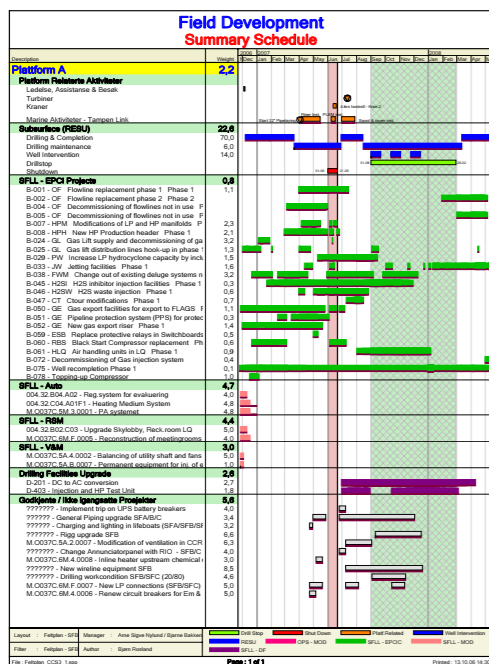 Field Development
Summary Schedule
2006 2007 2008
Description Weight Dec Jan Feb Mar Apr May Jun Jul Aug Sep Oct Nov Dec Jan Feb Mar Apr
Plattform A 2,2
Platform Relaterte Aktiviteter
Ledelse, Assistanse & Besøk
Turbiner
Kraner
Marine Aktiviteter - Tampen Link
Subsurface (RESU) 22,6
Drilling & Completion 70,0
Drilling maintenance 6,0
Well Intervention 14,0
Drillstop
Shutdown
SFLL - EPCI Projects 0,8
B-001 - OF Flowline replacement phase 1 Phase 1 1,1
B-002 - OF Flowline replacement phase 2 Phase 2
B-004 - OF Decommissioning of flowlines not in use F
B-005 - OF Decommissioning of flowlines not in use F
B-007 - HPM Modifications of LP and HP manifolds P 2,3
B-008 - HPH New HP Production header Phase 1 2,1
B-024 - GL Gas Lift supply and decommissioning of ga 3,2
B-025 - GL Gas lift distribution lines hook-up in phase 1 1,3
B-029 - PW Increase LP hydrocyclone capacity by incl 1,5
B-033 - JW Jetting facilities Phase 1 1,6
B-038 - FWM Change out of existing deluge systems n 3,2
B-045 - H2SI H2S inhibitor injection facilities Phase 1 0,3
B-046 - H2SW H2S waste injection Phase 1 0,6
B-047 - CT Ctour modifications Phase 1 0,7
B-050 - GE Gas export facilities for export to FLAGS F 1,1
B-051 - GE Pipeline protection system (PPS) for protec 0,3
B-052 - GE New gas export riser Phase 1 1,4
B-059 - ESB Replace protective relays in Switchboards 0,5
B-060 - RBS Black Start Compressor replacement Pha 0,6
B-061 - HLQ Air handling units in LQ Phase 1 0,9
B-072 - Decommissioning of Gas injection system 0,4
B-075 - Well recompletion Phase 1 0,1
B-078 - Topping-up Compressor 1,0
SFLL - Auto 4,7
004.32.B04.A02 - Reg.system for evaluering 4,0
004.32.C04.A01F1 - Heating Medium System 4,8
M.O037C.5M.3.0001 - PA systemet 4,8
SFLL - RSM 4,4
004.32.B02.C03 - Upgrade Skylobby, Reck.room LQ 5,0
M.O037C.6M.F.0005 - Reconstruction of meetingrooms 4,0
SFLL - V&M 3,0
M.O037C.5A.4.0002 - Balancing of utility shaft and fans 5,0
M.O037C.5A.B.0007 - Permanent equipment for inj. of e 1,0
Drilling Facilities Upgrade 2,6
D-201 - DC to AC conversion 2,7
D-403 - Injection and HP Test Unit 1,8
Godkjente / Ikke igangsatte Prosjekter 5,6
??????? - Implement trip on UPS battery breakers 4,0
?????? - General Piping upgrade SFA/B/C 3,4
??????? - Charging and lighting in lifeboats (SFA/SFB/SF 3,2
??????? - Rigg upgrade SFB 6,6
M.O037C.5A.2.0007 - Modification of ventilation in CCR 6,3
??????? - Change Annunciatorpanel with RIO - SFB/C 4,0
M.O037C.6M.4.0008 - Inline heater upstream chemical 3,0
??????? - New wireline equipment SFB 8,5
??????? - Drilling workcondition SFB/SFC (20/80) 4,6
M.O037C.6M.F.0007 - New LP connections (SFB/SFC) 5,0
M.O037C.6M.4.0006 - Renew circuit breakers for Em & 5,0
Layout : Feltplan - SFB Manager : Arne Sigve Nylund / Bjarne Bakken
Filter : Feltplan - SFB Author : Bjørn Rosland
Drill Stop Shut Down Platf.Related Well Intervention
RESU OPS - MOD SFLL - EPCI/C SFLL - MOD
SFLL - DF
File : Feltplan_CCS3_1.ppp Page : 1 of 1 Printed : 13.10.06